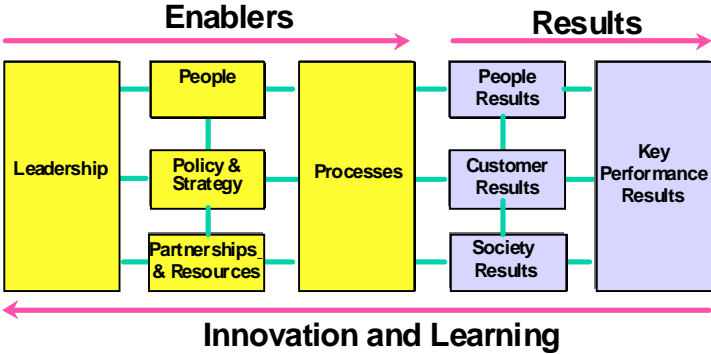 Enablers
Results
Leadership
People
Policy &
Strategy
Partnerships_
& Resources
Processes
People
Results
Customer
Results
Society
Results
Key
Performance
Results
Innovation and Learning